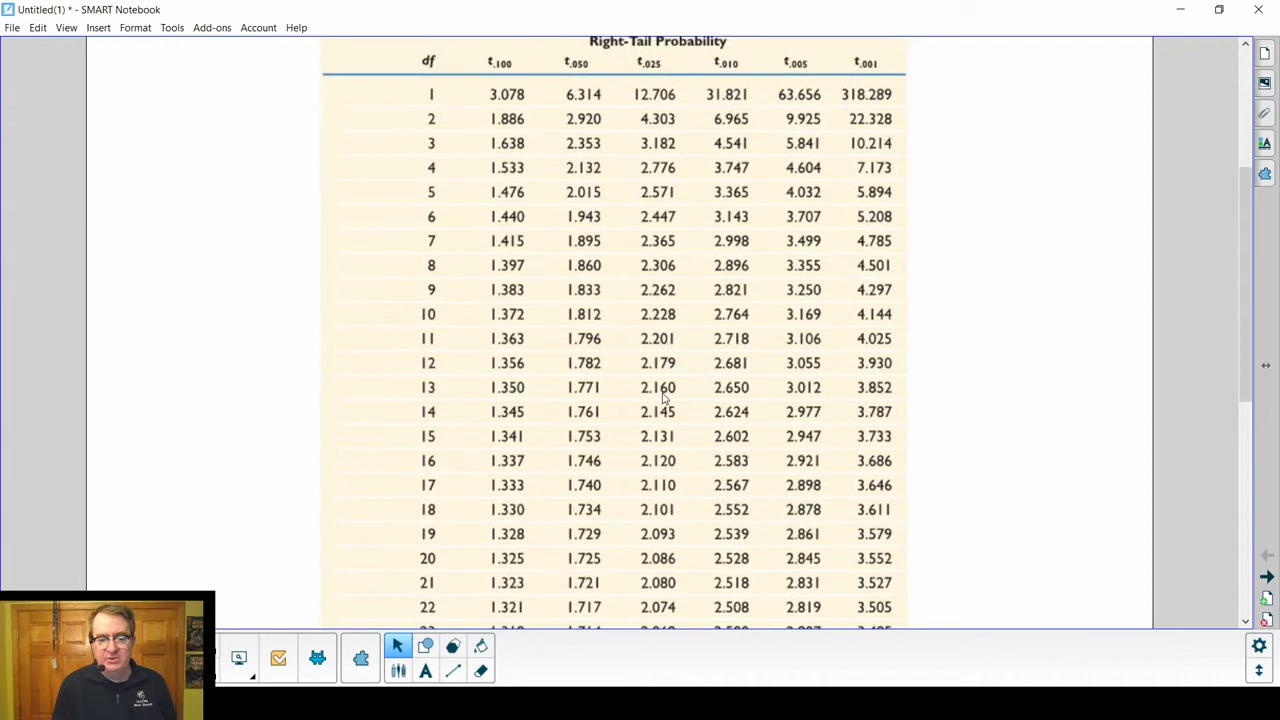 Untitled(1) * - SMART Notebook
File Edit View Insert Format Tools Add-ons Account Help
Right-Tail Probability
df t.100 t.050 t.025 t.010 t.005 t.001
1 3.078 6.314 12.706 31.821 63.656 318.289
2 1.886 2.920 4.303 6.965 9.925 22.328
3 1.638 2.353 3.182 4.541 5.841 10.214
4 1.533 2.132 2.776 3.747 4.604 7.173
5 1.476 2.015 2.571 3.365 4.032 5.894
6 1.440 1.943 2.447 3.143 3.707 5.208
7 1.415 1.895 2.365 2.998 3.499 4.785
8 1.397 1.860 2.306 2.896 3.355 4.501
9 1.383 1.833 2.262 2.821 3.250 4.297
10 1.372 1.812 2.228 2.764 3.169 4.144
11 1.363 1.796 2.201 2.718 3.106 4.025
12 1.356 1.782 2.179 2.681 3.055 3.930
13 1.350 1.771 2.160 2.650 3.012 3.852
14 1.345 1.761 2.145 2.624 2.977 3.787
15 1.341 1.753 2.131 2.602 2.947 3.733
16 1.337 1.746 2.120 2.583 2.921 3.686
17 1.333 1.740 2.110 2.567 2.898 3.646
18 1.330 1.734 2.101 2.552 2.878 3.611
19 1.328 1.729 2.093 2.539 2.861 3.579
20 1.325 1.725 2.086 2.528 2.845 3.552
21 1.323 1.721 2.080 2.518 2.831 3.527
22 1.321 1.717 2.074 2.508 2.819 3.505